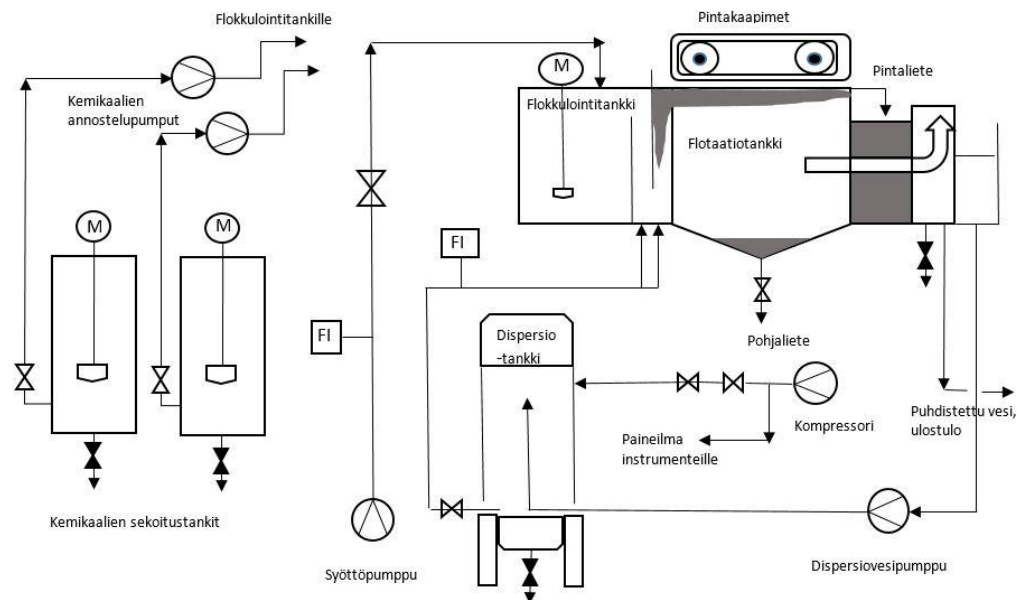 Flokkulointitankille
Pintakaapimet
M
Pintaliete
Kemikaalien
annostelupumput
Flokkulointitankki
Flotaatiotankki
M
M
FI
FI
Dispersio
-tankki
Pohjaliete
Kompressori
Puhdistettu vesi,
ulostulo
Paineilma
instrumenteille
Kemikaalien sekoitustankit
Syöttöpumppu
Dispersiovesipumppu